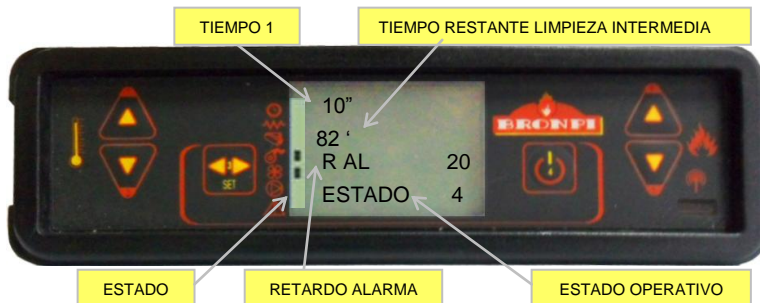 TIEMPO 1
TIEMPO RESTANTE LIMPIEZA INTERMEDIA
10”
82 ‘
R AL 20
ESTADO 4
BRONPI
SET
ESTADO
RETARDO ALARMA
ESTADO OPERATIVO